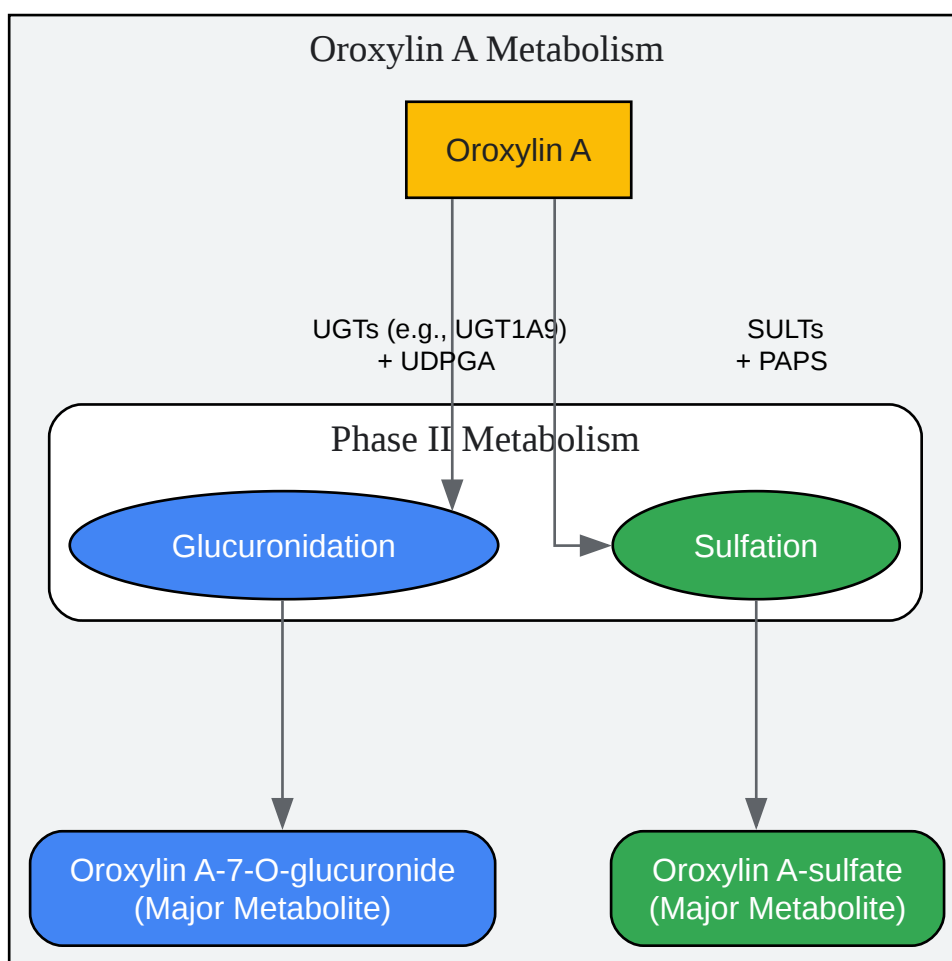 Oroxylin A Metabolism
Oroxylin A
UGTs (e.g., UGT1A9)
+ UDPGA
SULTs
+ PAPS
Phase II Metabolism
Glucuronidation
Sulfation
Oroxylin A-7-O-glucuronide
(Major Metabolite)
Oroxylin A-sulfate
(Major Metabolite)